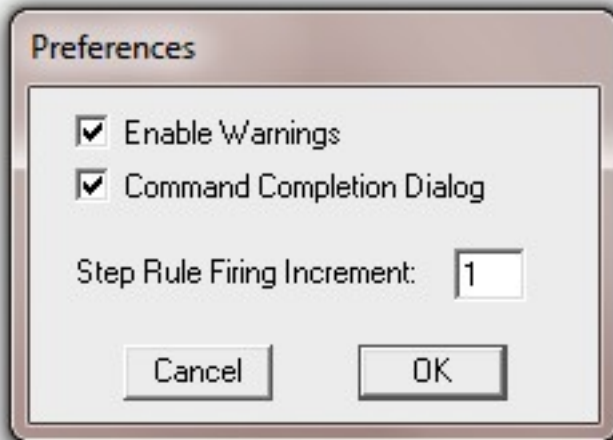 Preferences
Enable Warnings
Command Completion Dialog
Step Rule Firing Increment: 1
Cancel OK